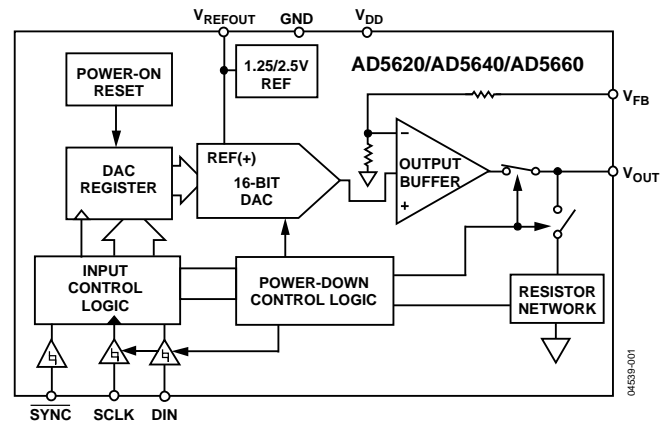 VREFOUT
GND
VDD
POWER-ON
RESET
1.25/2.5V
REF
AD5620/AD5640/AD5660
VFB
DAC
REGISTER
REF(+)
16-BIT
DAC
–
OUTPUT
BUFFER
+
VOUT
INPUT
CONTROL
LOGIC
POWER-DOWN
CONTROL LOGIC
RESISTOR
NETWORK
SYNC
SCLK
DIN
04539-001